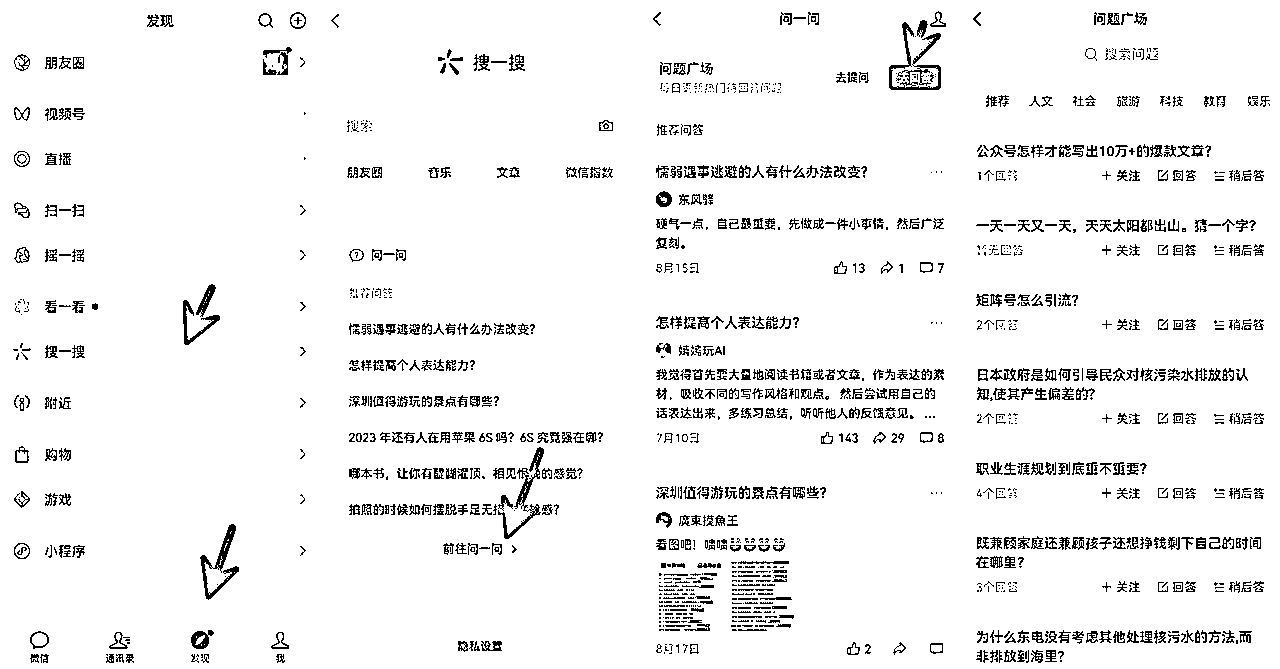 发现
朋友圈
视频号
直播
扫一扫
摇一摇
看一看
搜一搜
附近
购物
游戏
小程序
微信
通讯录
发现
我
搜一搜
搜索
朋友圈
音乐
文章
微信指数
问一问
推荐问答
懦弱遇事逃避的人有什么办法改变?
怎样提高个人表达能力?
深圳值得游玩的景点有哪些?
2023 年还有人在用苹果 6S 吗? 6S 究竟强在哪?
哪本书，让你有醍醐灌顶、相见恨晚的感觉?
拍照的时候如何摆脱手足无措
前往问一问
隐私设置
问一问
问题广场
每日更新热门待回答问题
去提问
去回答
推荐问答
懦弱遇事逃避的人有什么办法改变?
东风骅
硬气一点，自己最重要，先做成一件小事情，然后广泛
复刻。
8月15日
13
1
7
怎样提高个人表达能力?
嫣嫣玩AI
我觉得首先要大量地阅读书籍或者文章，作为表达的素
材，吸收不同的写作风格和观点。 然后尝试用自己的
话表达出来，多练习总结，听听他人的反馈意见。 ...
7月10日
143
29
8
深圳值得游玩的景点有哪些?
廣東摸魚王
看图吧！啧啧
8月17日
2
问题广场
搜索问题
推荐
人文
社会
旅游
科技
教育
娱乐
公众号怎样才能写出10万+的爆款文章?
1个回答
+ 关注
回答
稍后答
一天一天又一天，天天太阳都出山。猜一个字?
暂无回答
+ 关注
回答
稍后答
矩阵号怎么引流?
2个回答
+ 关注
回答
稍后答
日本政府是如何引导民众对核污染水排放的认
知,使其产生偏差的?
2个回答
+ 关注
回答
稍后答
职业生涯规划到底重不重要?
4个回答
+ 关注
回答
稍后答
既兼顾家庭还兼顾孩子还想挣钱剩下自己的时间
在哪里?
3个回答
+ 关注
回答
稍后答
为什么东电没有考虑其他处理核污水的方法,而
非排放到海里?